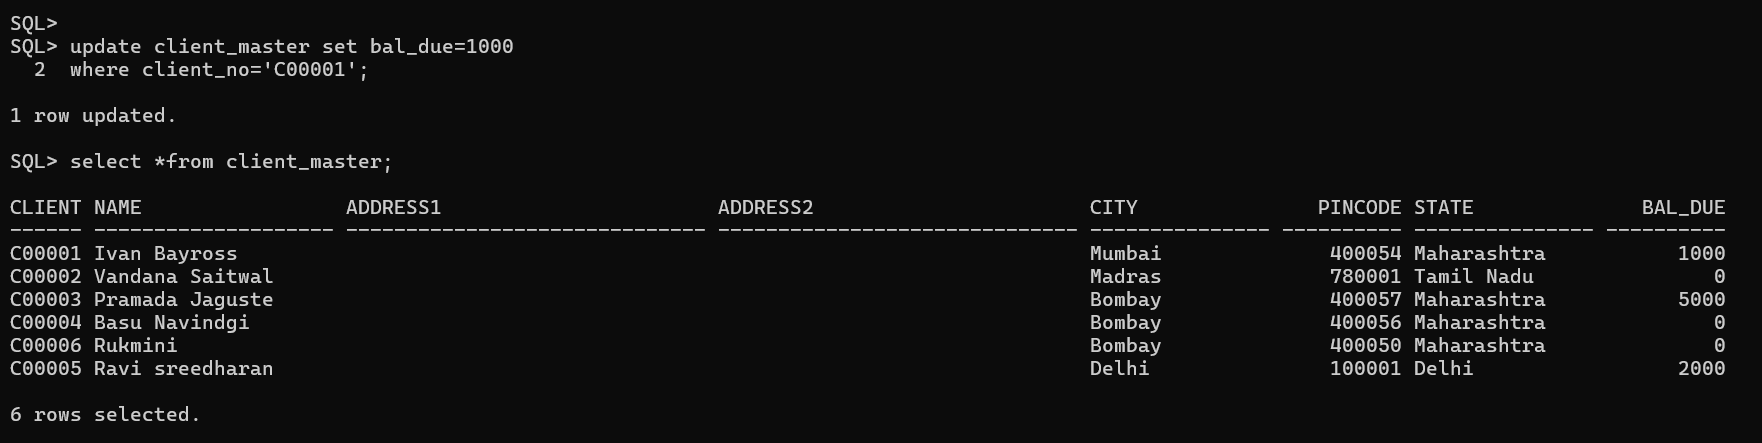 SQL>
SQL> update client_master set bal_due=1000
  2  where client_no='C00001';
1 row updated.
SQL> select *from client_master;
CLIENT NAME                 ADDRESS1                       ADDRESS2                       CITY               PINCODE STATE              BAL_DUE
------ -------------------- ------------------------------ ------------------------------ --------------- ---------- --------------- ----------
C00001 Ivan Bayross                                                                       Mumbai              400054 Maharashtra           1000
C00002 Vandana Saitwal                                                                    Madras              780001 Tamil Nadu               0
C00003 Pramada Jaguste                                                                    Bombay              400057 Maharashtra           5000
C00004 Basu Navindgi                                                                      Bombay              400056 Maharashtra              0
C00006 Rukmini                                                                            Bombay              400050 Maharashtra              0
C00005 Ravi sreedharan                                                                    Delhi               100001 Delhi                 2000
6 rows selected.